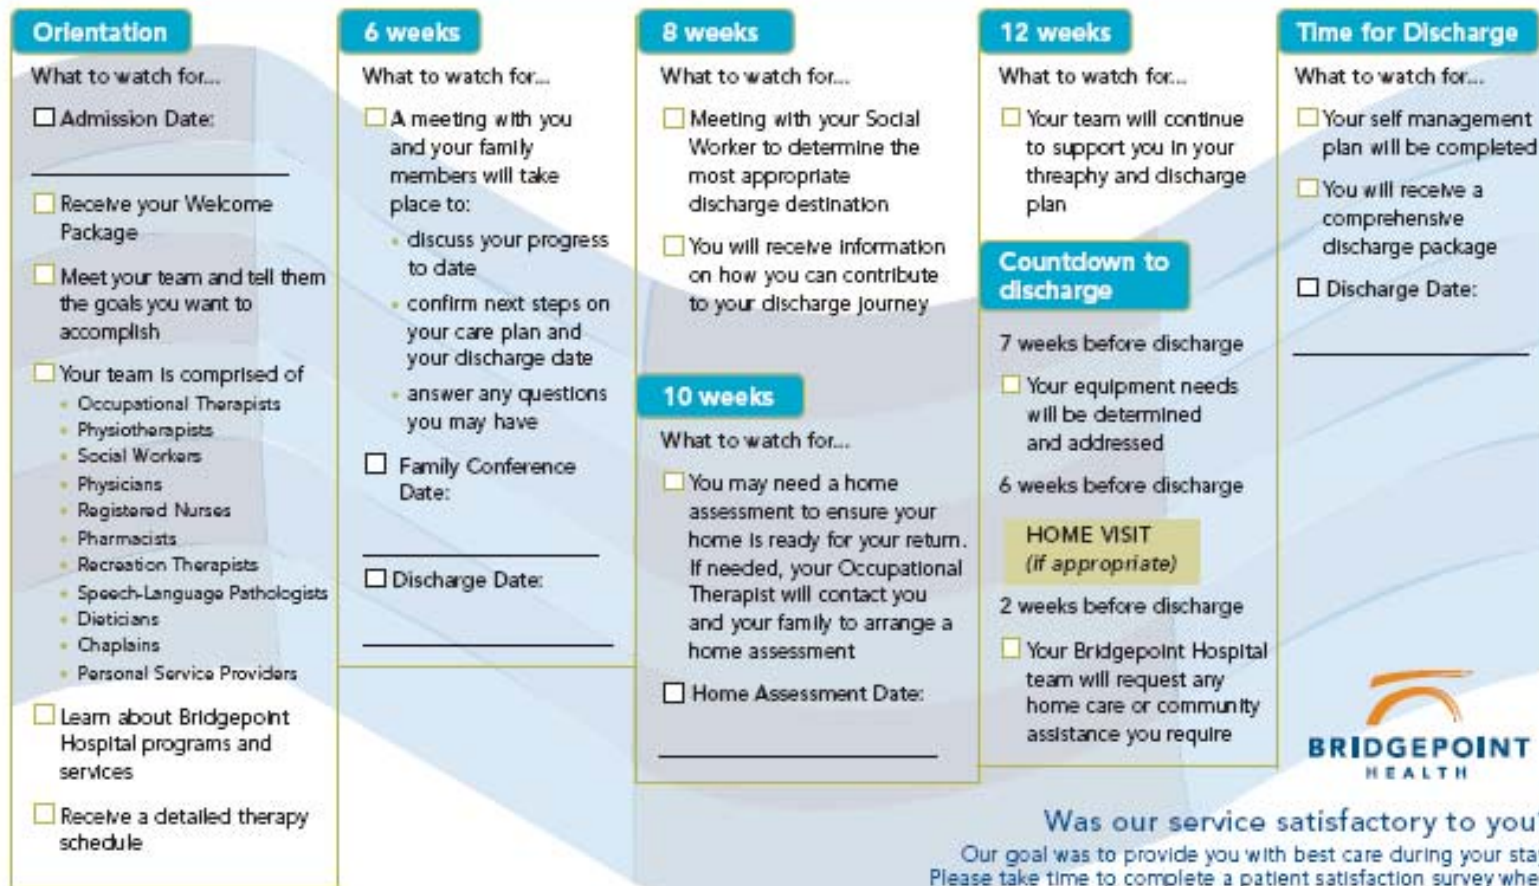 Orientation
What to watch for...
Admission Date:
Receive your Welcome
Package
Meet your team and tell them
the goals you want to
accomplish
Your team is comprised of
• Occupational Therapists
• Physiotherapists
• Social Workers
• Physicians
• Registered Nurses
• Pharmacists
• Recreation Therapists
• Speech-Language Pathologists
• Dieticians
• Chaplains
• Personal Service Providers
Learn about Bridgepoint
Hospital programs and
services
Receive a detailed therapy
schedule
6 weeks
What to watch for...
A meeting with you
and your family
members will take
place to:
• discuss your progress
to date
• confirm next steps on
your care plan and
your discharge date
• answer any questions
you may have
Family Conference
Date:
Discharge Date:
8 weeks
What to watch for...
Meeting with your Social
Worker to determine the
most appropriate
discharge destination
You will receive information
on how you can contribute
to your discharge journey
10 weeks
What to watch for...
You may need a home
assessment to ensure your
home is ready for your return.
If needed, your Occupational
Therapist will contact you
and your family to arrange a
home assessment
Home Assessment Date:
12 weeks
What to watch for...
Your team will continue
to support you in your
threaphy and discharge
plan
Countdown to
discharge
7 weeks before discharge
Your equipment needs
will be determined
and addressed
6 weeks before discharge
HOME VISIT
(if appropriate)
2 weeks before discharge
Your Bridgepoint Hospital
team will request any
home care or community
assistance you require
Time for Discharge
What to watch for...
Your self management
plan will be completed
You will receive a
comprehensive
discharge package
Discharge Date:
BRIDGEPOINT
HEALTH
Was our service satisfactory to you
Our goal was to provide you with best care during your
Please take time to complete a patient satisfaction survey